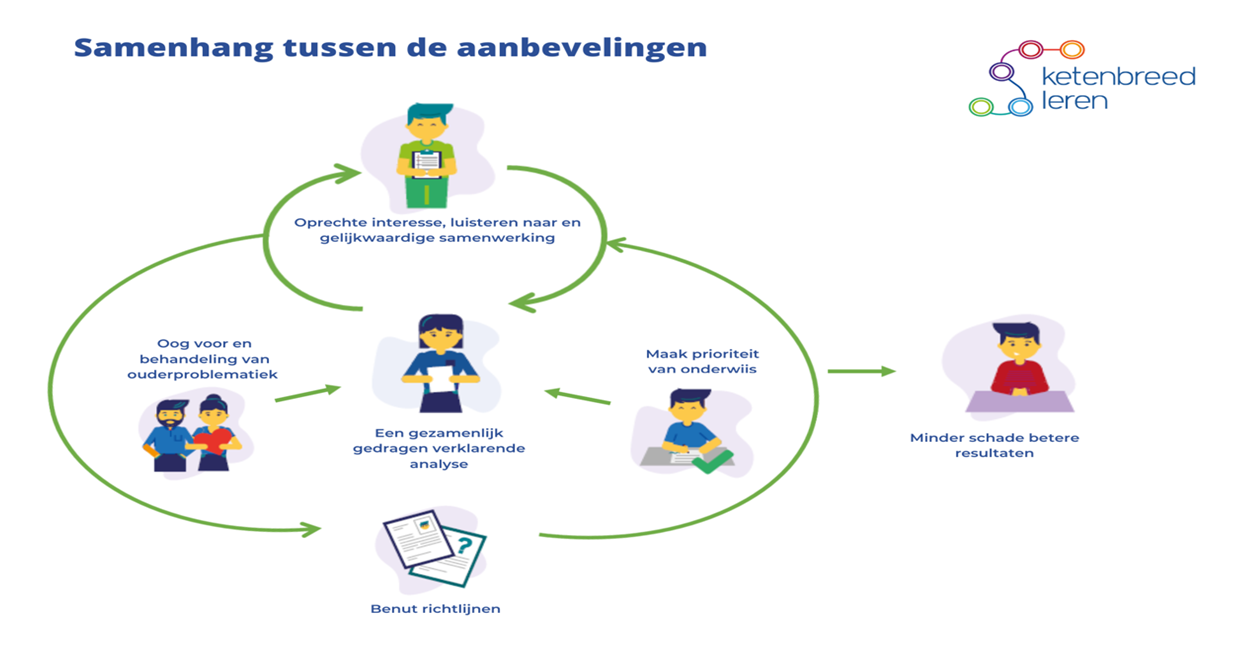 Samenhang tussen de aanbevelingen
ketenbreed
leren
Oprechte interesse, luisteren naar en
gelijkwaardige samenwerking
Oog voor en
behandeling van
ouderproblematiek
Maak prioriteit
van onderwiis
Een gezamenlijk
gedragen verklarende
analyse
Minder schade betere
resultaten
?
Benut richtlijnen